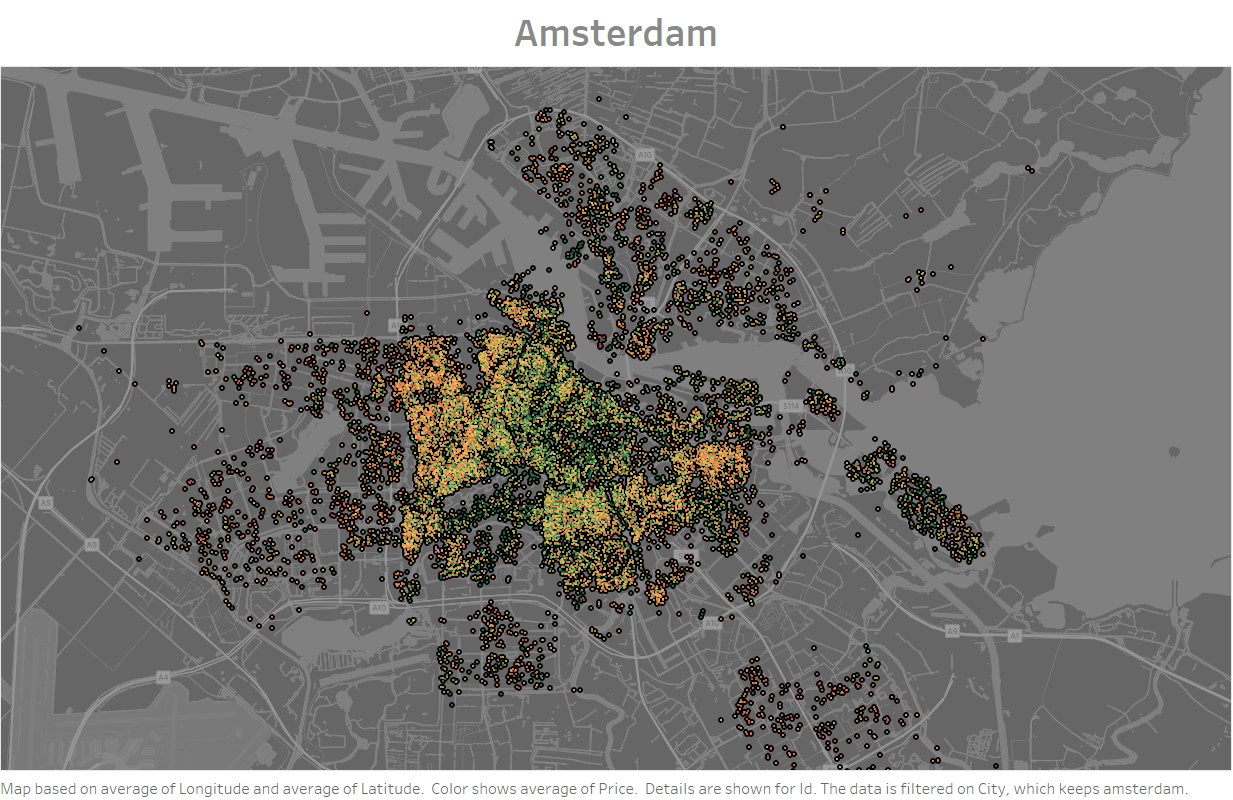 Amsterdam
A10
S114
A5
A9
A10
A9
A1
A4
Map based on average of Longitude and average of Latitude. Color shows average of Price. Details are shown for Id. The data is filtered on City, which keeps amsterdam.